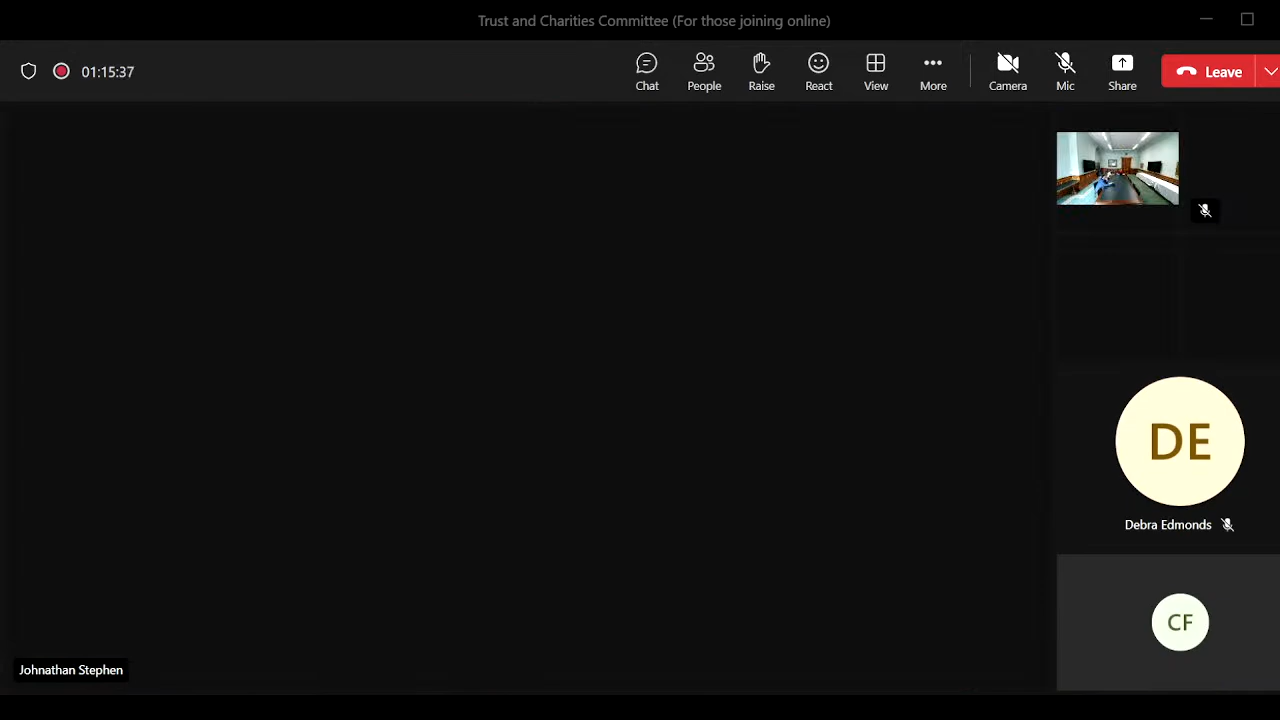 Trust and Charities Committee (For those joining online)
01:15:37
Chat People Raise React View More Camera Mic Share Leave
DE
Debra Edmonds
CF
Johnathan Stephen